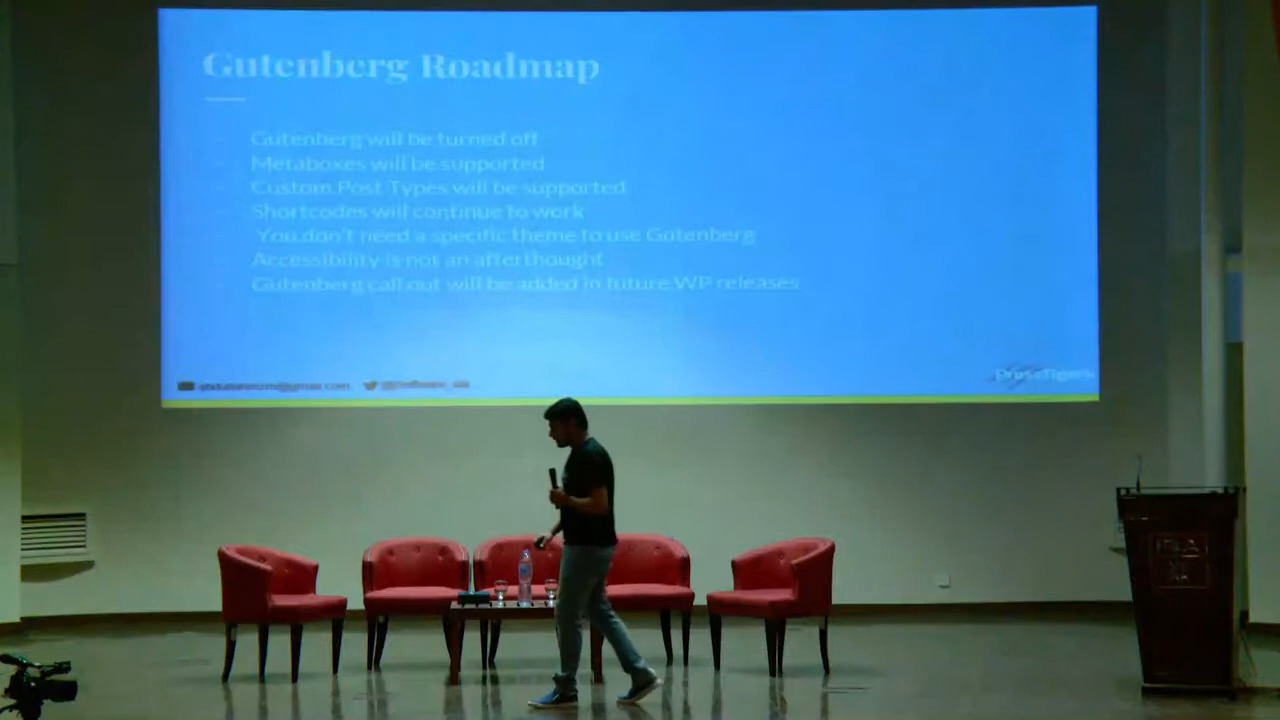 Gutenberg Roadmap
Gutenberg will be turned off
Metaboxes will be supported
Custom Post Types will be supported
Shortcodes will continue to work
You don't need a specific theme to use Gutenberg
Accessibility is not an afterthought
Gutenberg call out will be added in future WP releases